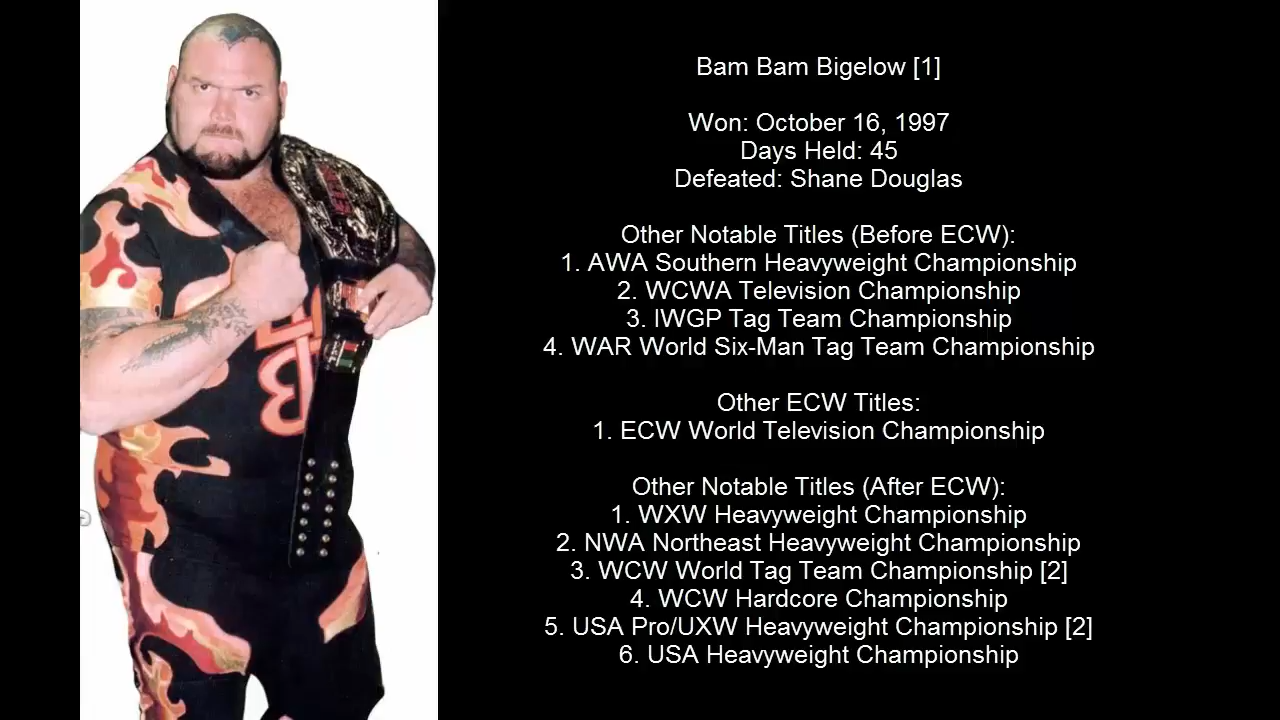 Bam Bam Bigelow [1]
Won: October 16, 1997
Days Held: 45
Defeated: Shane Douglas
Other Notable Titles (Before ECW):
1. AWA Southern Heavyweight Championship
2. WCWA Television Championship
3. IWGP Tag Team Championship
4. WAR World Six-Man Tag Team Championship
Other ECW Titles:
1. ECW World Television Championship
Other Notable Titles (After ECW):
1. WXW Heavyweight Championship
2. NWA Northeast Heavyweight Championship
3. WCW World Tag Team Championship [2]
4. WCW Hardcore Championship
5. USA Pro/UXW Heavyweight Championship [2]
6. USA Heavyweight Championship